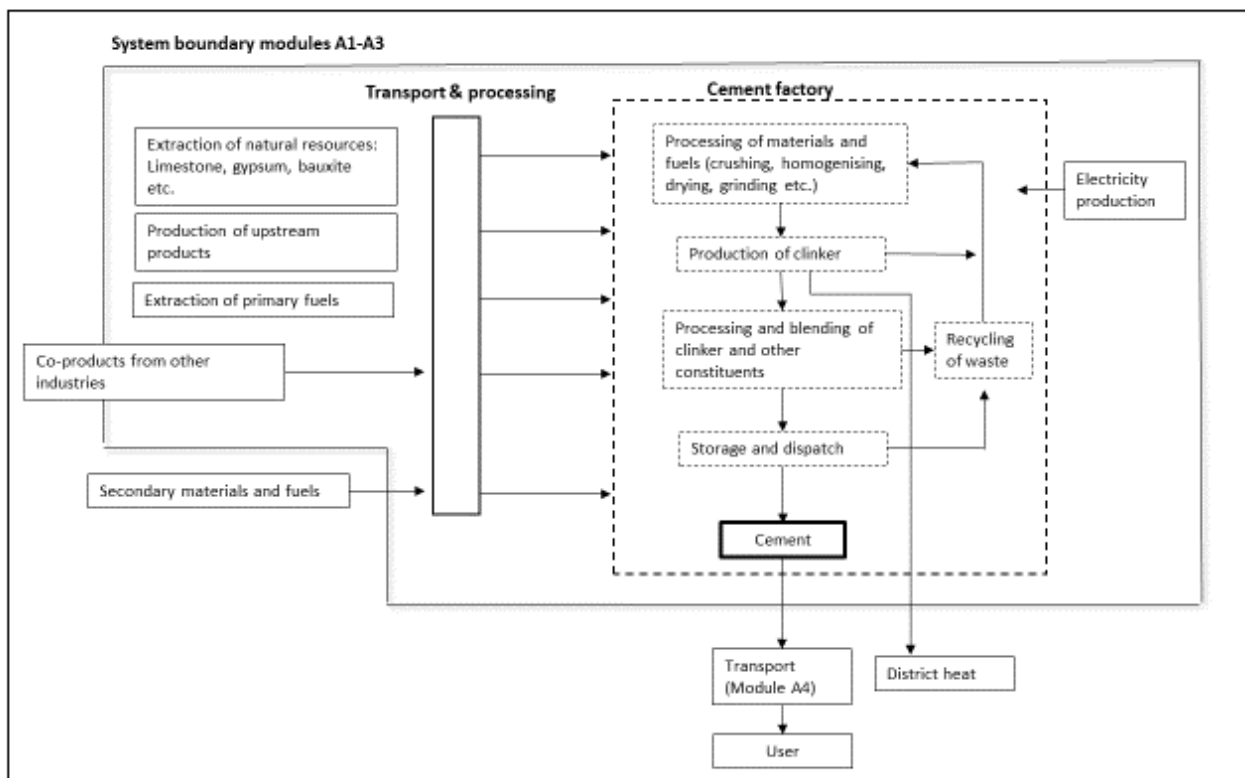 System boundary modules A1-A3
Transport & processing
Cement factory
Extraction of natural resources:
Limestone, gypsum, bauxite
etc.
Production of upstream
products
Extraction of primary fuels
Co-products from other
industries
Secondary materials and fuels
Processing of materials and
fuels (crushing, homogenising,
drying, grinding etc.)
Production of clinker
Processing and blending of
clinker and other
constituents
Storage and dispatch
Cement
Recycling
of waste
Electricity
production
Transport
(Module A4)
District heat
User